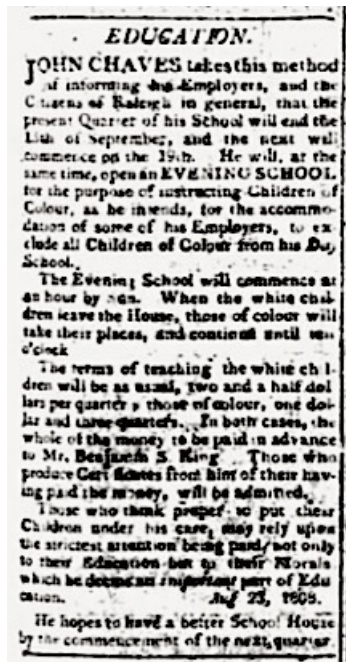 EDUCATION.
JOHN CHAVES takes this method
of informing his Employers, and the
Citizens of Raleigh in general, that the
present Quarter of his School will end the
15th of September, and the next will
commence on the 19th. He will, at the
same time, open an EVENING SCHOOL
for the purpose of instructing Children of
Colour, as he intends, for the accommo-
dation of some of his Employers, to ex-
clude all Children of Colour from his Day
School.
The Evening School will commence at
an hour by sun. When the white chil-
dren leave the House, those of colour will
take their places, and continue until ten
o'clock
The terms of teaching the white chil-
dren will be as usual, two and a half dol
lars per quarter; those of colour, one dol-
lar and three quarters. In both cases, the
whole of the money to be paid in advance
to Mr. Benjamin S. King Those who
produce Certificates from him of their hav-
ing paid the money, will be admitted.
Those who think proper to put their
Children under his care, may rely upon
the strictest attention being paid, not only
to their Education but to their Morals
which he deems an important part of Edu
cation. Aug 23, 1808.
He hopes to have a better School House
by the commencement of the next quarter.